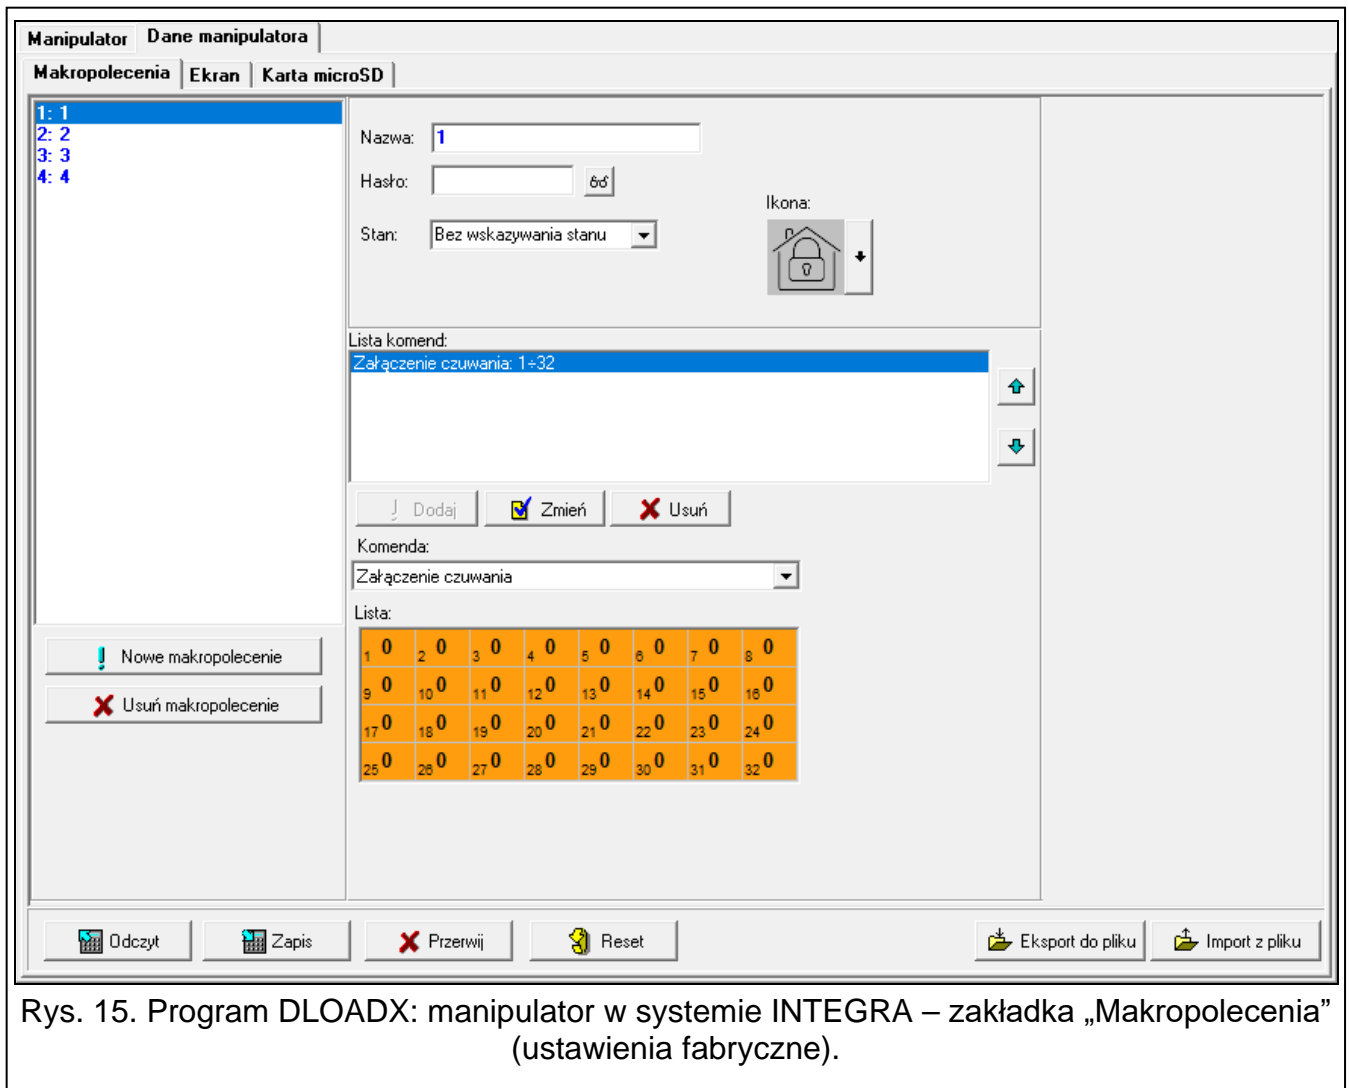 Manipulator Dane manipulatora
Makropolecenia Ekran Karta microSD
1: 1
2: 2
3: 3
4: 4
Nazwa: 1
Hasło:
Stan: Bez wskazywania stanu
Ikona:
Lista komend:
Załączenie czuwania: 1÷32
Dodaj Zmień Usuń
Komenda:
Załączenie czuwania
Lista:
1 0 2 0 3 0 4 0 5 0 6 0 7 0 8 0
9 0 10 0 11 0 12 0 13 0 14 0 15 0 16 0
17 0 18 0 19 0 20 0 21 0 22 0 23 0 24 0
25 0 26 0 27 0 28 0 29 0 30 0 31 0 32 0
Nowe makropolecenie
Usuń makropolecenie
Odczyt Zapis Przerwij Reset Eksport do pliku Import z pliku
Rys. 15. Program DLOADX: manipulator w systemie INTEGRA – zakładka „Makropolecenia”
(ustawienia fabryczne).